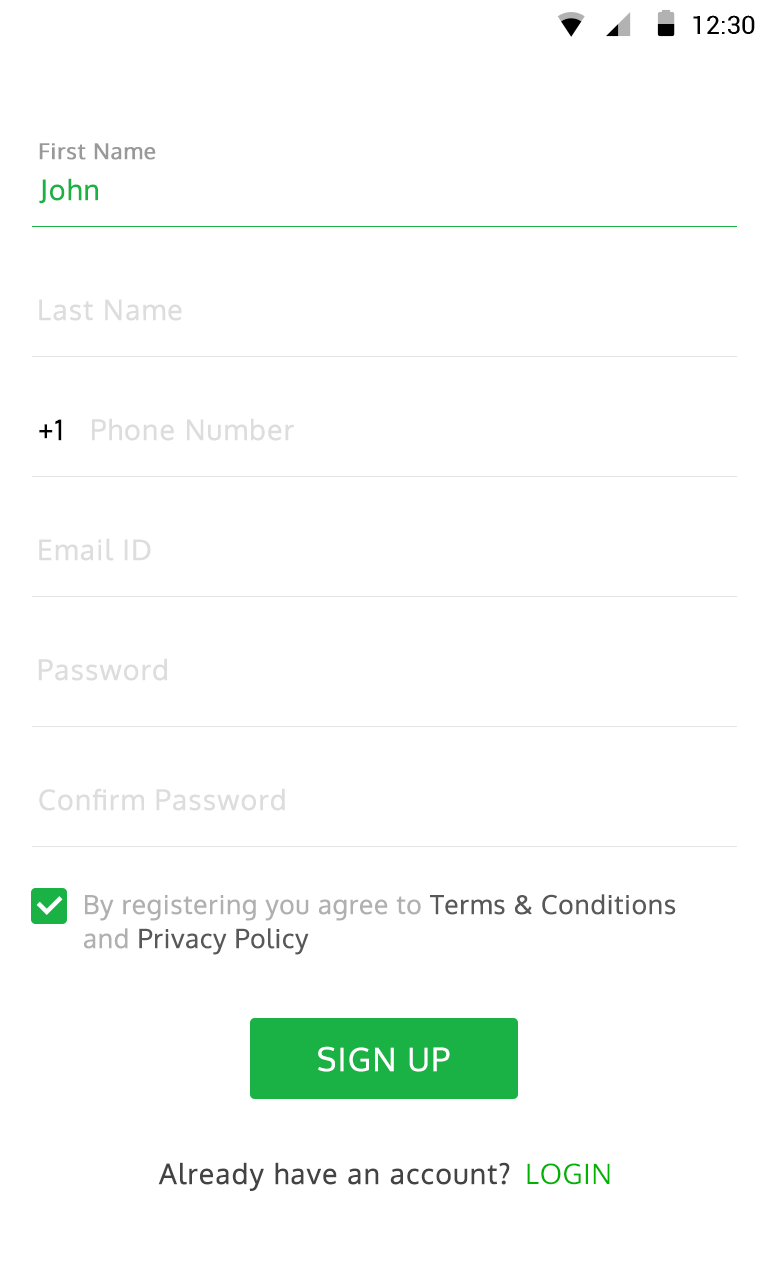 12:30
First Name
John
Last Name
+1 Phone Number
Email ID
Password
Confirm Password
By registering you agree to Terms & Conditions
and Privacy Policy
SIGN UP
Already have an account? LOGIN